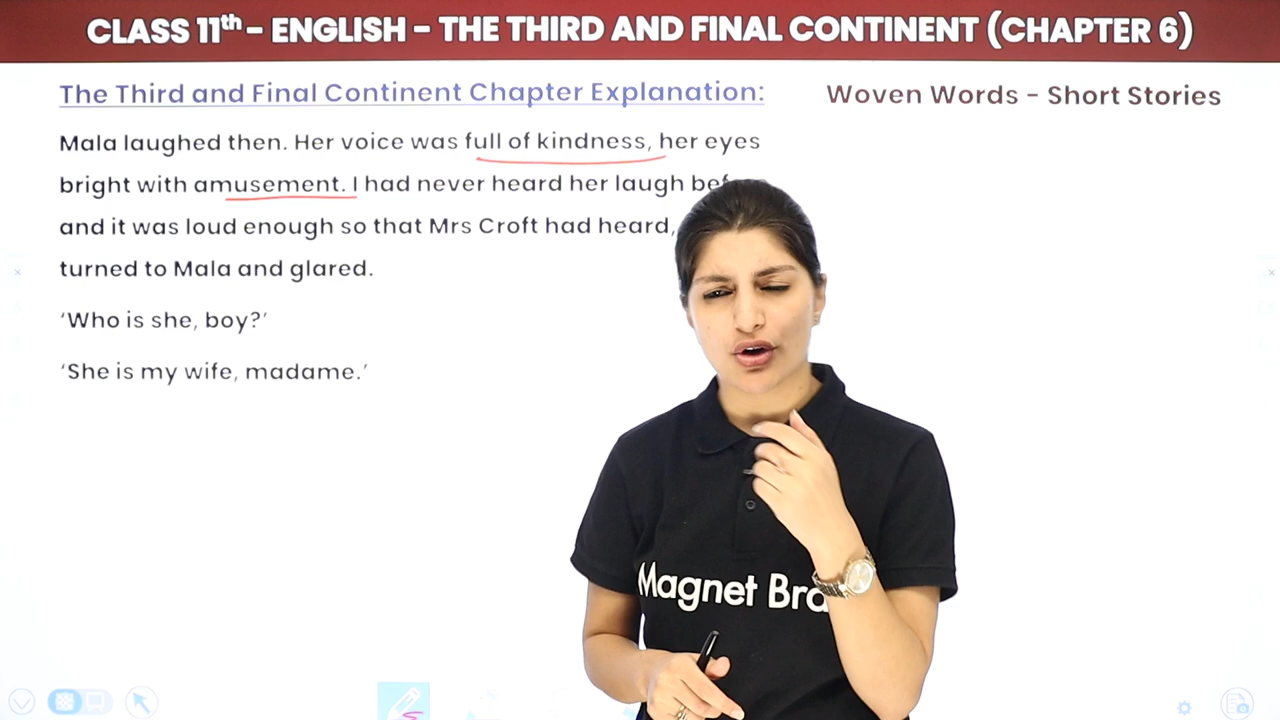 CLASS 11th - ENGLISH - THE THIRD AND FINAL CONTINENT (CHAPTER 6)
The Third and Final Continent Chapter Explanation:
Woven Words - Short Stories
Mala laughed then. Her voice was full of kindness, her eyes
bright with amusement. I had never heard her laugh
and it was loud enough so that Mrs Croft had heard,
turned to Mala and glared.
‘Who is she, boy?’
‘She is my wife, madame.’
Magnet